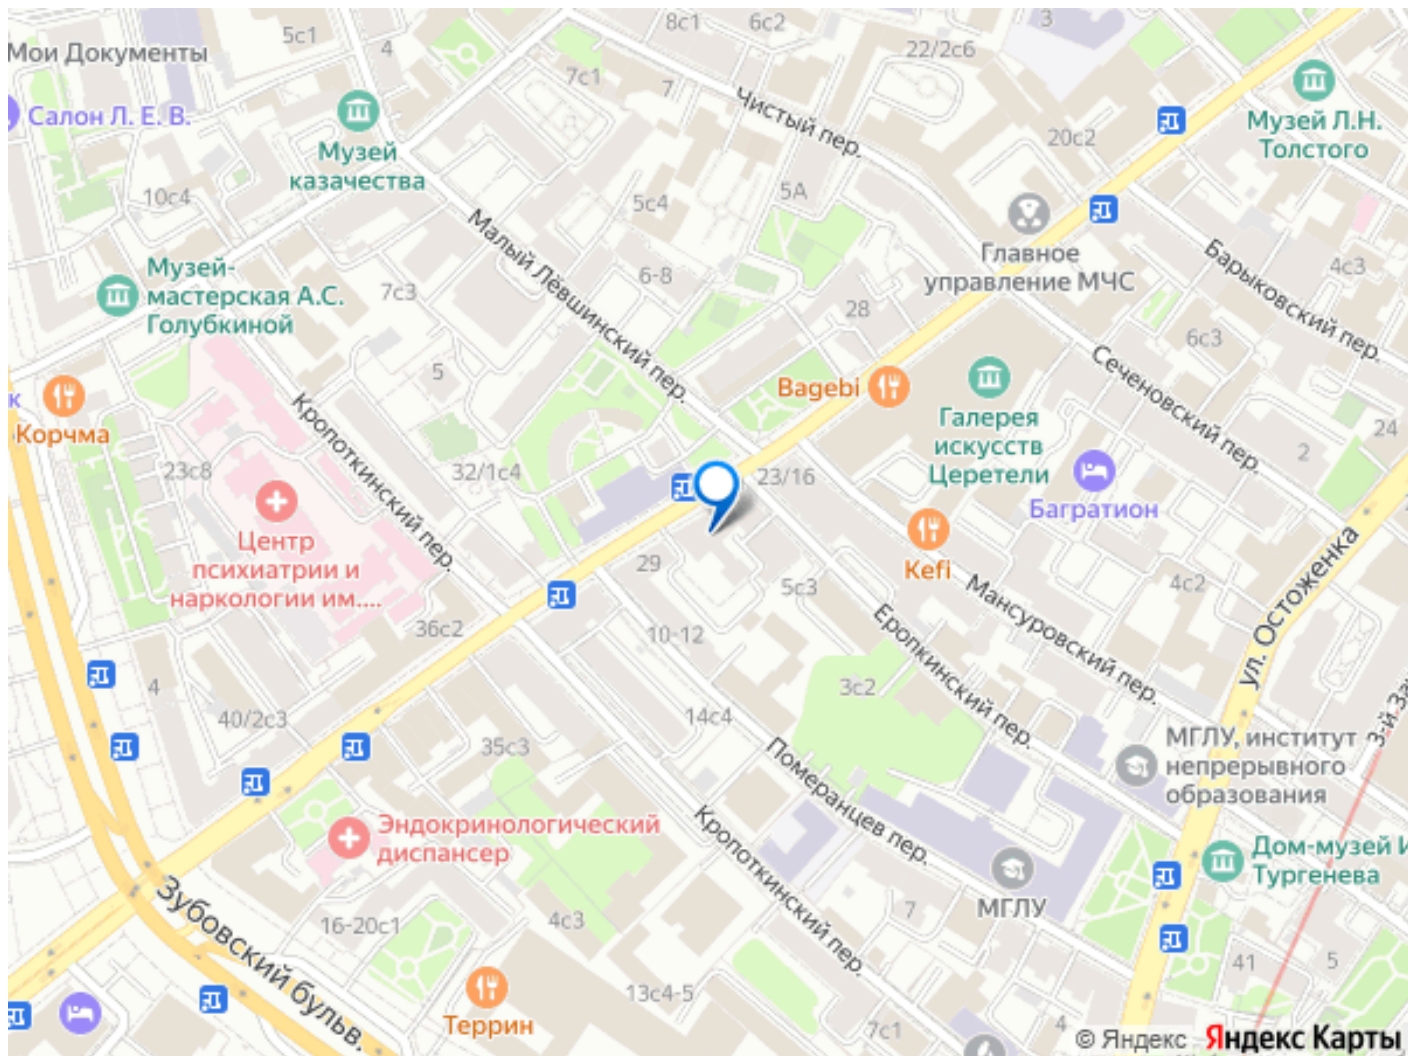 5с1
4
8с1
6с2
3
22/2с6
Мои Документы
7с1
7
Чистый пер.
Музей Л.Н.
Толстого
Салон Л. Е. В.
Музей
казачества
20с2
10с4
5с4
5А
Малый Лёвшинский пер.
Главное
управление МЧС
Барыковский пер.
4с3
Музей-
мастерская А.С.
Голубкиной
7с3
6-8
28
6с3
Сеченовский пер.
5
Bagebi
Галерея
искусств
Церетели
к
Корчма
Кропоткинский пер.
24
2
23с8
32/1с4
23/16
Багратион
Центр
психиатрии и
наркологии им....
29
5с3
Kefi
Мансуровский пер.
4с2
ул. Остоженка
36с2
10-12
Еропкинский пер.
3с2
4
40/2с3
14с4
35с3
Померанцев пер.
3-й За
МГЛУ, институт
непрерывного
образования
Эндокринологический
диспансер
Кропоткинский пер.
Дом-музей И
Тургенева
МГЛУ
7
Зубовский бульв.
16-20с1
4с3
41
5
13с4-5
Террин
7с1
4
© Яндекс Яндекс Карты